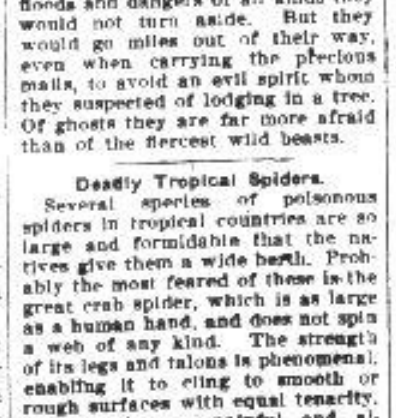 floods and dangers of all kinds they
would not turn aside. But they
would go miles out of their way,
even when carrying the precious
mails, to avoid an evil spirit whom
they suspected of lodging in a tree.
Of ghosts they are far more afraid
than of the fiercest wild beasts.
Deadly Tropical Spiders.
Several species of poisonous
spiders in tropical countries are so
large and formidable that the na-
tives give them a wide berth. Prob-
ably the most feared of these is the
great crab spider, which is as large
as a human hand, and does not spin
a web of any kind. The strength
of its legs and talons is phenomenal,
enabling it to cling to smooth or
rough surfaces with equal tenacity.